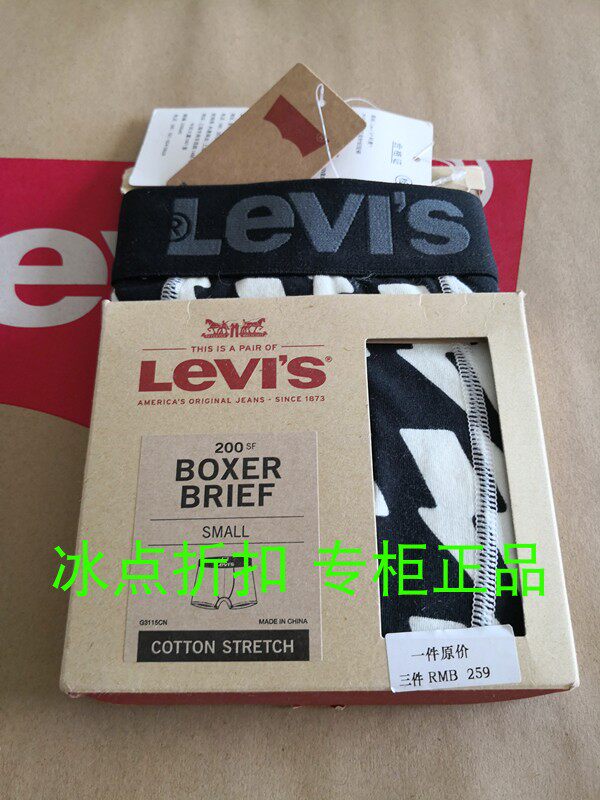 Levi's
®
THIS IS A PAIR OF
Levi's®
AMERICA'S ORIGINAL JEANS - SINCE 1873
200 SF
BOXER
BRIEF
SMALL
冰点折扣 专柜正品
Levi's
G3115CN MADE IN CHINA
COTTON STRETCH
一件原价
三件 RMB 259